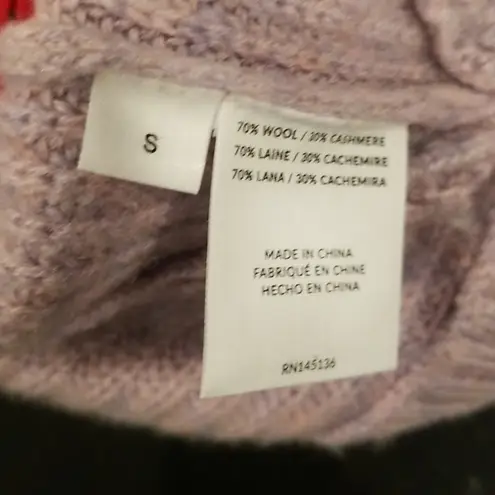 S
70% WOOL / 30% CASHMERE
70% LAINE / 30% CACHEMIRE
70% LANA / 30% CACHEMIRA
MADE IN CHINA
FABRIQUÉ EN CHINE
HECHO EN CHINA
RN145136